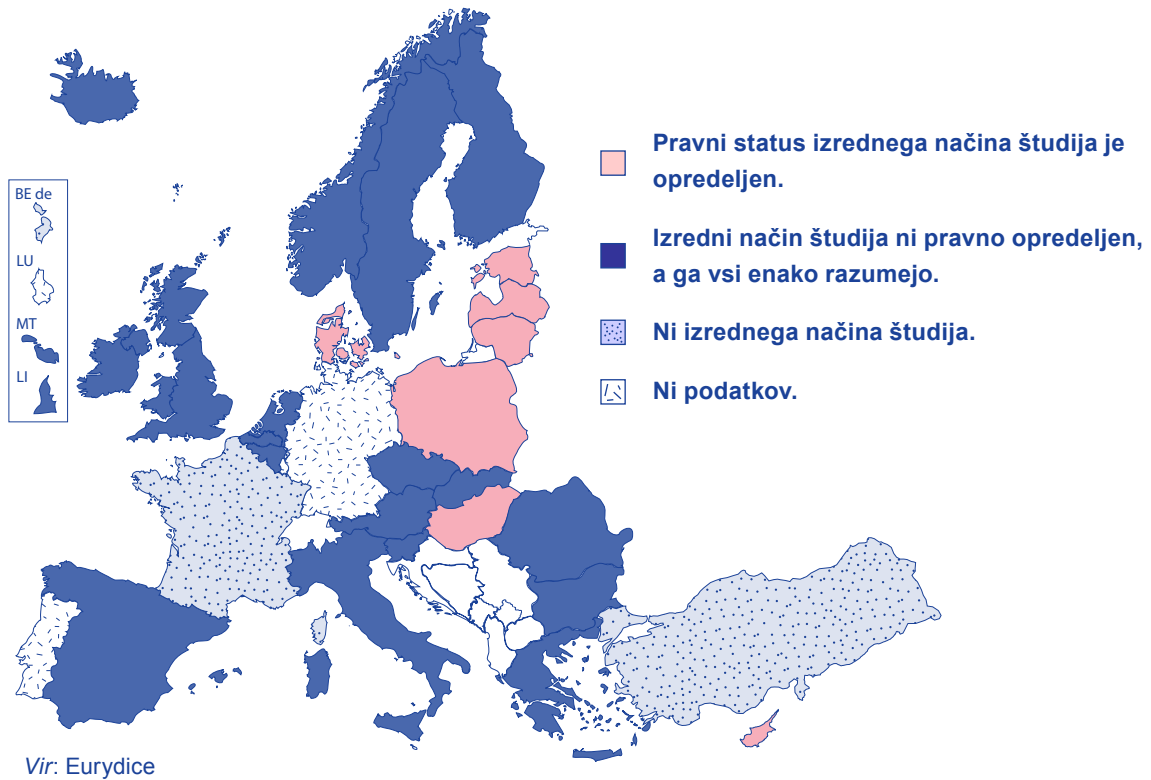 BE de
LU
MT
LI
Pravni status izrednega načina študija je
opredeljen.
Izredni način študija ni pravno opredeljen,
a ga vsi enako razumejo.
Ni izrednega načina študija.
Ni podatkov.
Vir: Eurydice